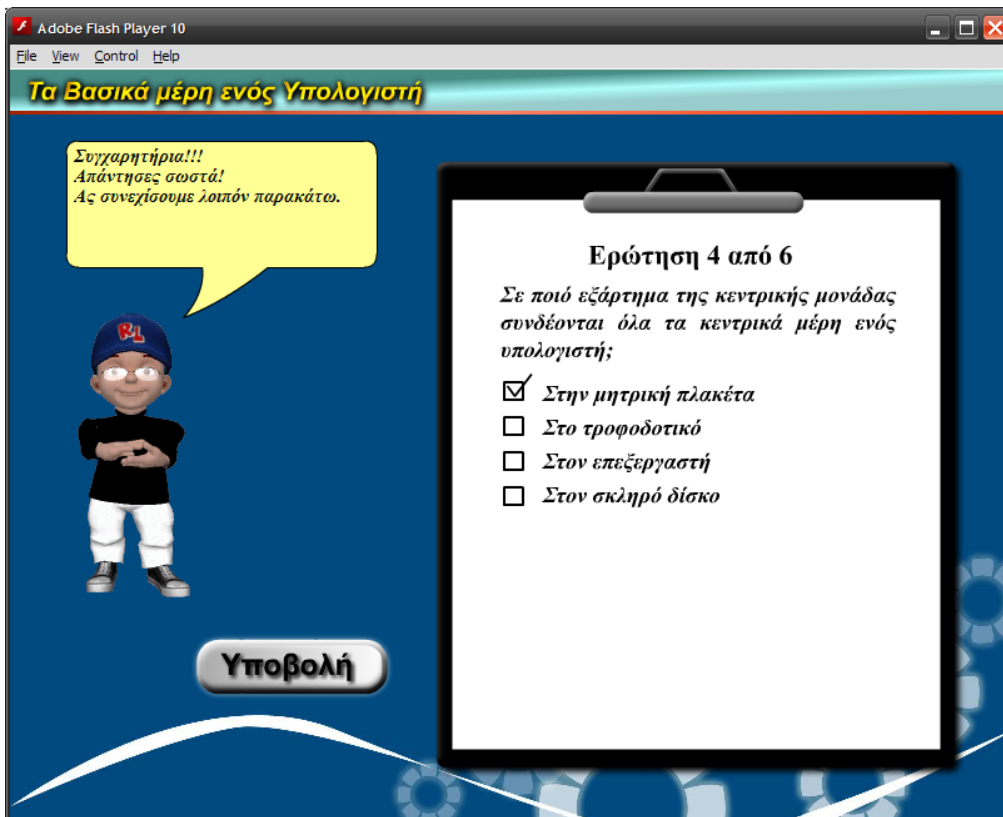 Adobe Flash Player 10
File View Control Help
Τα Βασικά μέρη ενός Υπολογιστή
Συγχαρητήρια!!!
Απάντησες σωστά!
Ας συνεχίσουμε λοιπόν παρακάτω.
RL
Ερώτηση 4 από 6
Σε ποιό εξάρτημα της κεντρικής μονάδας
συνδέονται όλα τα κεντρικά μέρη ενός
υπολογιστή;
Στην μητρική πλακέτα
Στο τροφοδοτικό
Στον επεξεργαστή
Στον σκληρό δίσκο
Υποβολή